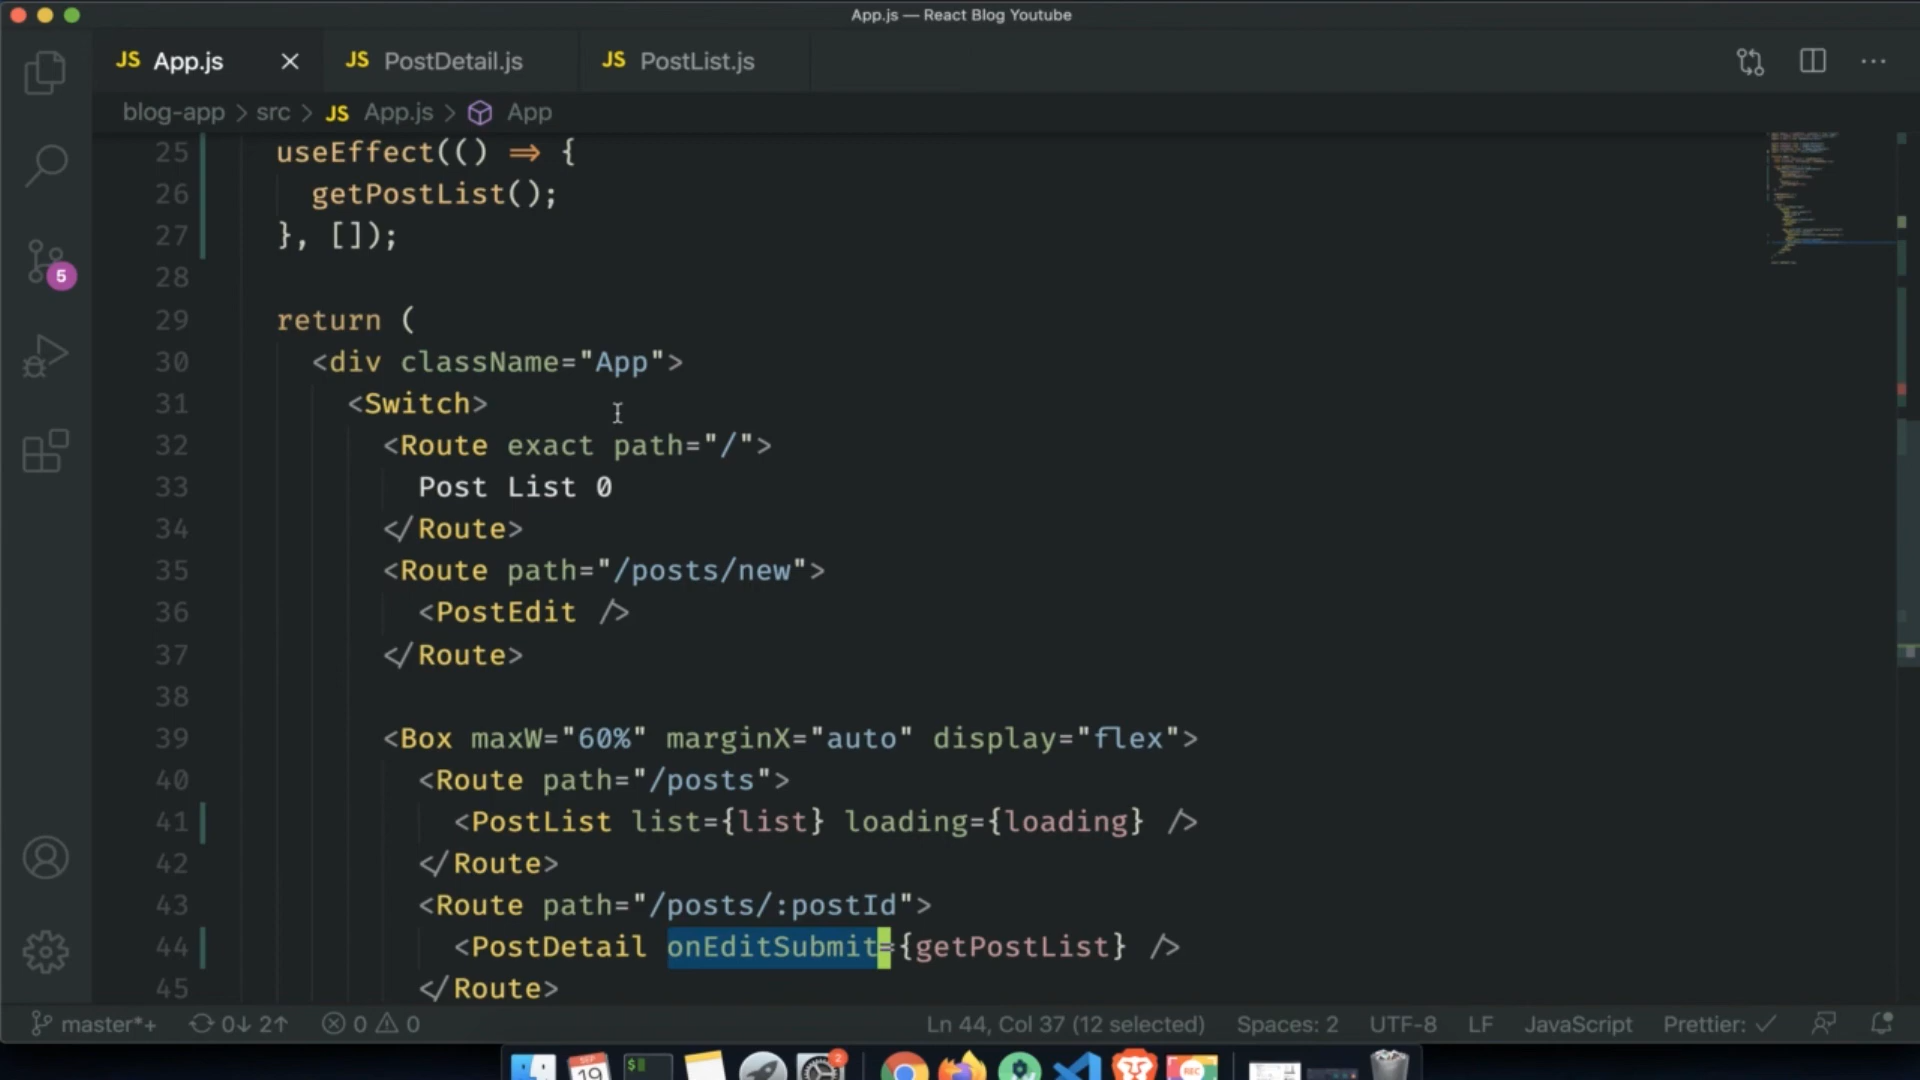 App.js — React Blog Youtube
JS App.js
JS PostDetail.js
JS PostList.js
blog-app > src > JS App.js > App
25 useEffect(() => {
26 getPostList();
27 }, []);
28
29 return (
30 <div className="App">
31 <Switch>
32 <Route exact path="/">
33 Post List 0
34 </Route>
35 <Route path="/posts/new">
36 <PostEdit />
37 </Route>
38
39 <Box maxW="60%" marginX="auto" display="flex">
40 <Route path="/posts">
41 <PostList list={list} loading={loading} />
42 </Route>
43 <Route path="/posts/:postId">
44 <PostDetail onEditSubmit={getPostList} />
45 </Route>
5
master*+ 0↓ 2↑ 0 0 Ln 44, Col 37 (12 selected) Spaces: 2 UTF-8 LF JavaScript Prettier: ✓
SEP
19
$
2
REC